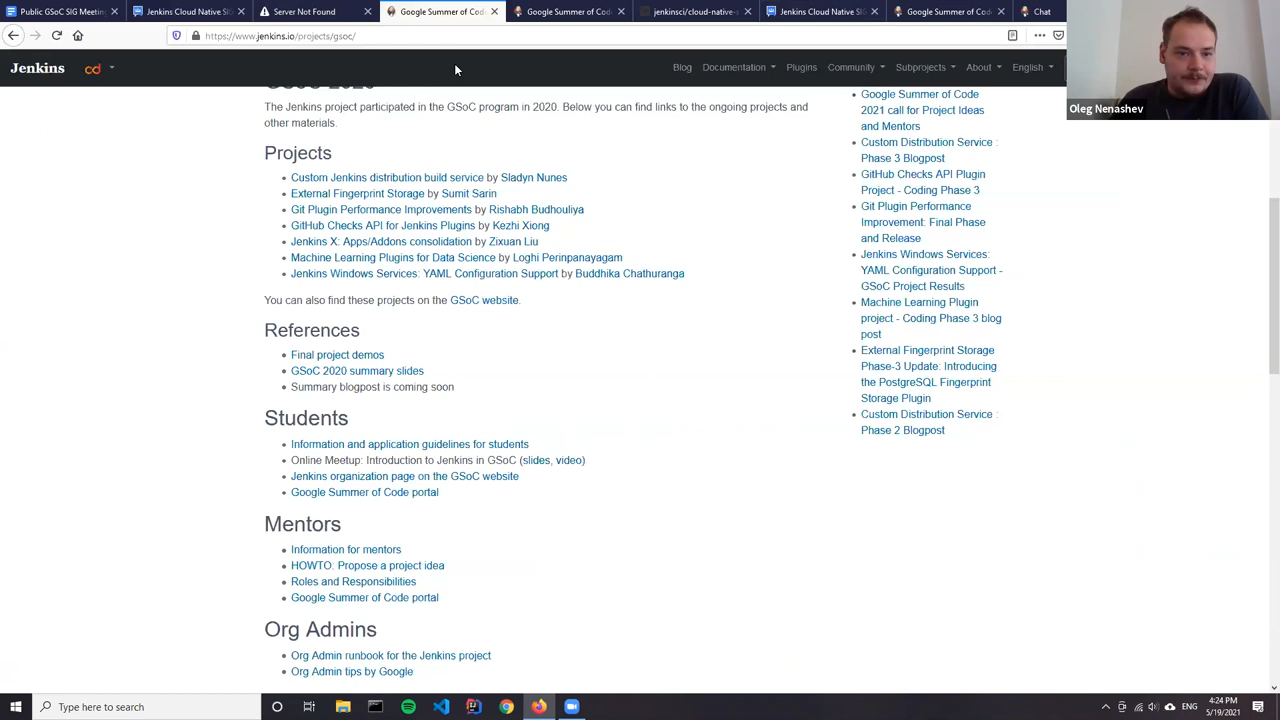 Public GSoC SIG Meeting
Jenkins Cloud Native SIG
Server Not Found
Google Summer of Code
Google Summer of Code
jenkinsci/cloud-native-s
Jenkins Cloud Native SIG
Google Summer of Code
Chat
https://www.jenkins.io/projects/gsoc/
Jenkins
cd
Blog
Documentation
Plugins
Community
Subprojects
About
English
Oleg Nenashev
GSoC 2020
The Jenkins project participated in the GSoC program in 2020. Below you can find links to the ongoing projects and
other materials.
Projects
Custom Jenkins distribution build service by Sladyn Nunes
External Fingerprint Storage by Sumit Sarin
Git Plugin Performance Improvements by Rishabh Budhouliya
GitHub Checks API for Jenkins Plugins by Kezhi Xiong
Jenkins X: Apps/Addons consolidation by Zixuan Liu
Machine Learning Plugins for Data Science by Loghi Perinpanayagam
Jenkins Windows Services: YAML Configuration Support by Buddhika Chathuranga
You can also find these projects on the GSoC website.
References
Final project demos
GSoC 2020 summary slides
Summary blogpost is coming soon
Students
Information and application guidelines for students
Online Meetup: Introduction to Jenkins in GSoC (slides, video)
Jenkins organization page on the GSoC website
Google Summer of Code portal
Mentors
Information for mentors
HOWTO: Propose a project idea
Roles and Responsibilities
Google Summer of Code portal
Org Admins
Org Admin runbook for the Jenkins project
Org Admin tips by Google
Google Summer of Code
2021 call for Project Ideas
and Mentors
Custom Distribution Service :
Phase 3 Blogpost
GitHub Checks API Plugin
Project - Coding Phase 3
Git Plugin Performance
Improvement: Final Phase
and Release
Jenkins Windows Services:
YAML Configuration Support -
GSoC Project Results
Machine Learning Plugin
project - Coding Phase 3 blog
post
External Fingerprint Storage
Phase-3 Update: Introducing
the PostgreSQL Fingerprint
Storage Plugin
Custom Distribution Service :
Phase 2 Blogpost
Type here to search
ENG
4:24 PM
5/19/2021